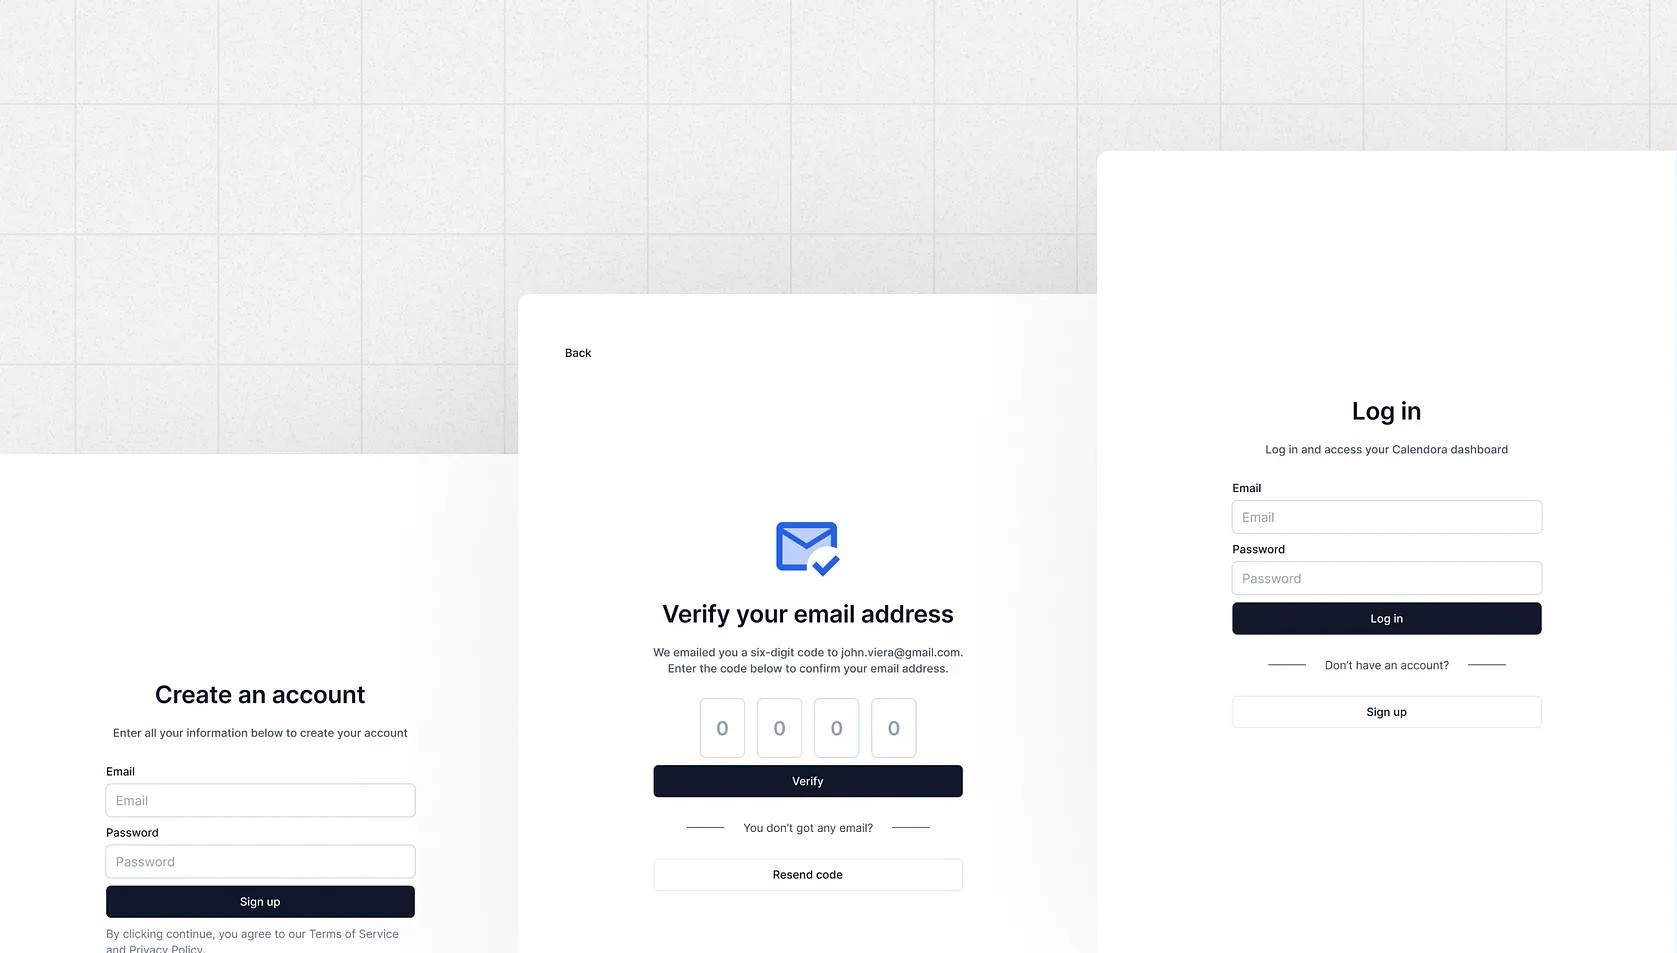 Create an account
Enter all your information below to create your account
Email
Email
Password
Password
Sign up
By clicking continue, you agree to our Terms of Service
and Privacy Policy.
Back
Verify your email address
We emailed you a six-digit code to john.viera@gmail.com.
Enter the code below to confirm your email address.
0 0 0 0
Verify
You don't got any email?
Resend code
Log in
Log in and access your Calendora dashboard
Email
Email
Password
Password
Log in
Don't have an account?
Sign up